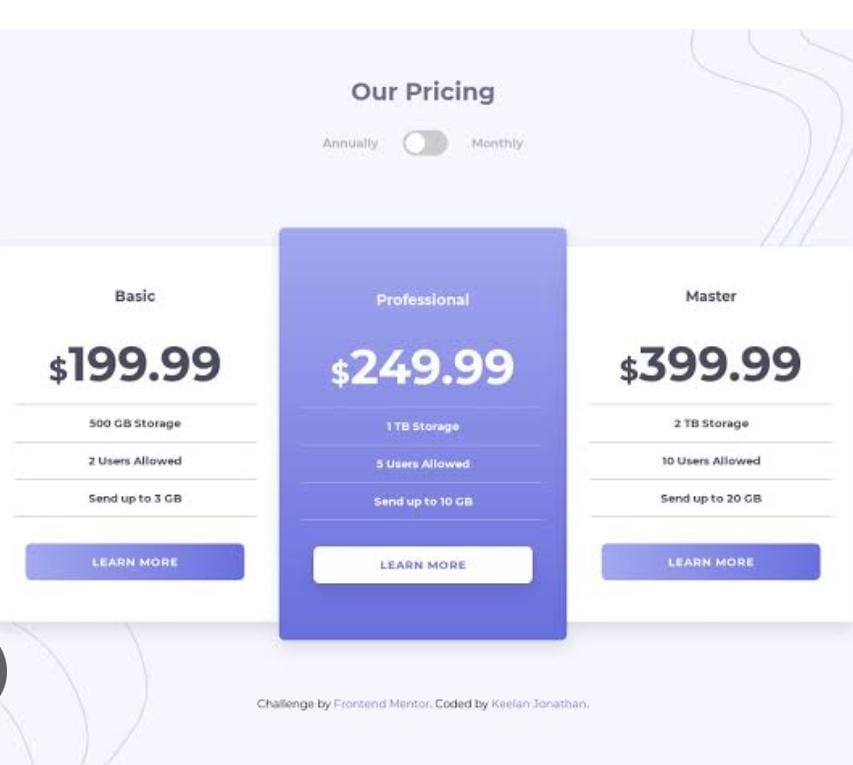 Our Pricing
Annually Monthly
Basic
$199.99
500 GB Storage
2 Users Allowed
Send up to 3 GB
LEARN MORE
Professional
$249.99
1 TB Storage
5 Users Allowed
Send up to 10 GB
LEARN MORE
Master
$399.99
2 TB Storage
10 Users Allowed
Send up to 20 GB
LEARN MORE
Challenge by Frontend Mentor. Coded by Keelan Jonathan.